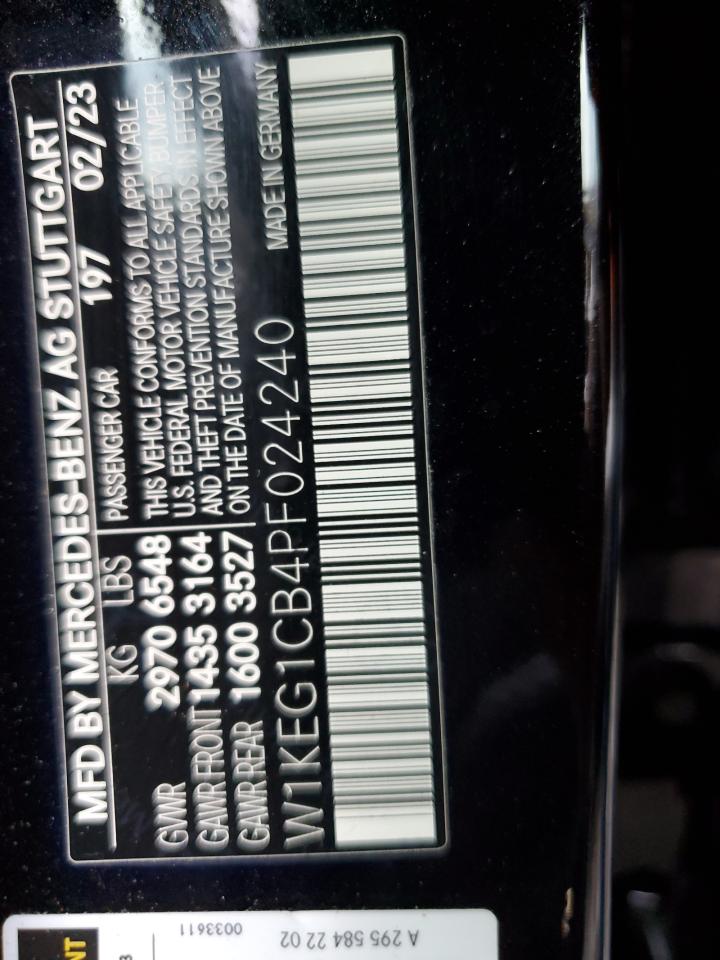 MFD BY MERCEDES-BENZ AG STUTTGART
197 02/23
KG LBS
GWR 2970 6548
GAWR FRONT 1435 3164
GAWR REAR 1600 3527
PASSENGER CAR
THIS VEHICLE CONFORMS TO ALL APPLICABLE
U.S. FEDERAL MOTOR VEHICLE SAFETY, BUMPER
AND THEFT PREVENTION STANDARDS IN EFFECT
ON THE DATE OF MANUFACTURE SHOWN ABOVE
W1KEG1CB4PF024240 MADE IN GERMANY
A 295 584 22 02
0033611